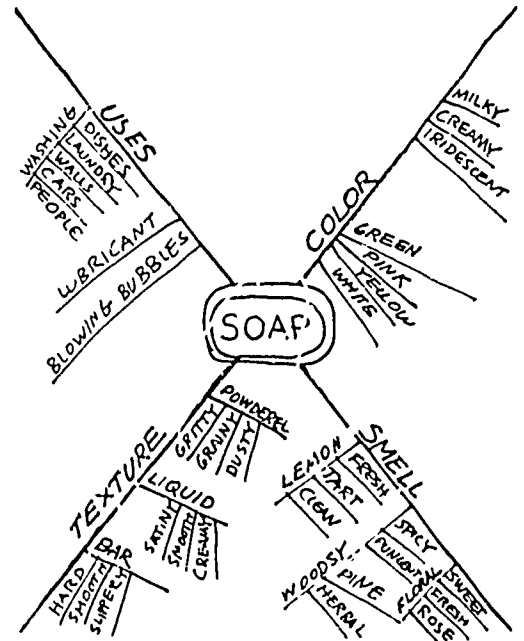 USES
WASHING
DISHES
LAUNDRY
WALLS
CARS
PEOPLE
LUBRICANT
BLOWING BUBBLES
COLOR
MILKY
CREAMY
IRIDESCENT
GREEN
PINK
YELLOW
WHITE
SOAP
TEXTURE
POWDERED
GRITTY
GRAINY
DUSTY
LIQUID
SATINY
SMOOTH
CREAMY
BAR
HARD
SMOOTH
SLIPPERY
SMELL
LEMON
FRESH
TART
CLEAN
SPICY
PUNGENT
WOODSY
PINE
HERBAL
FLORAL
SWEET
FRESH
ROSE